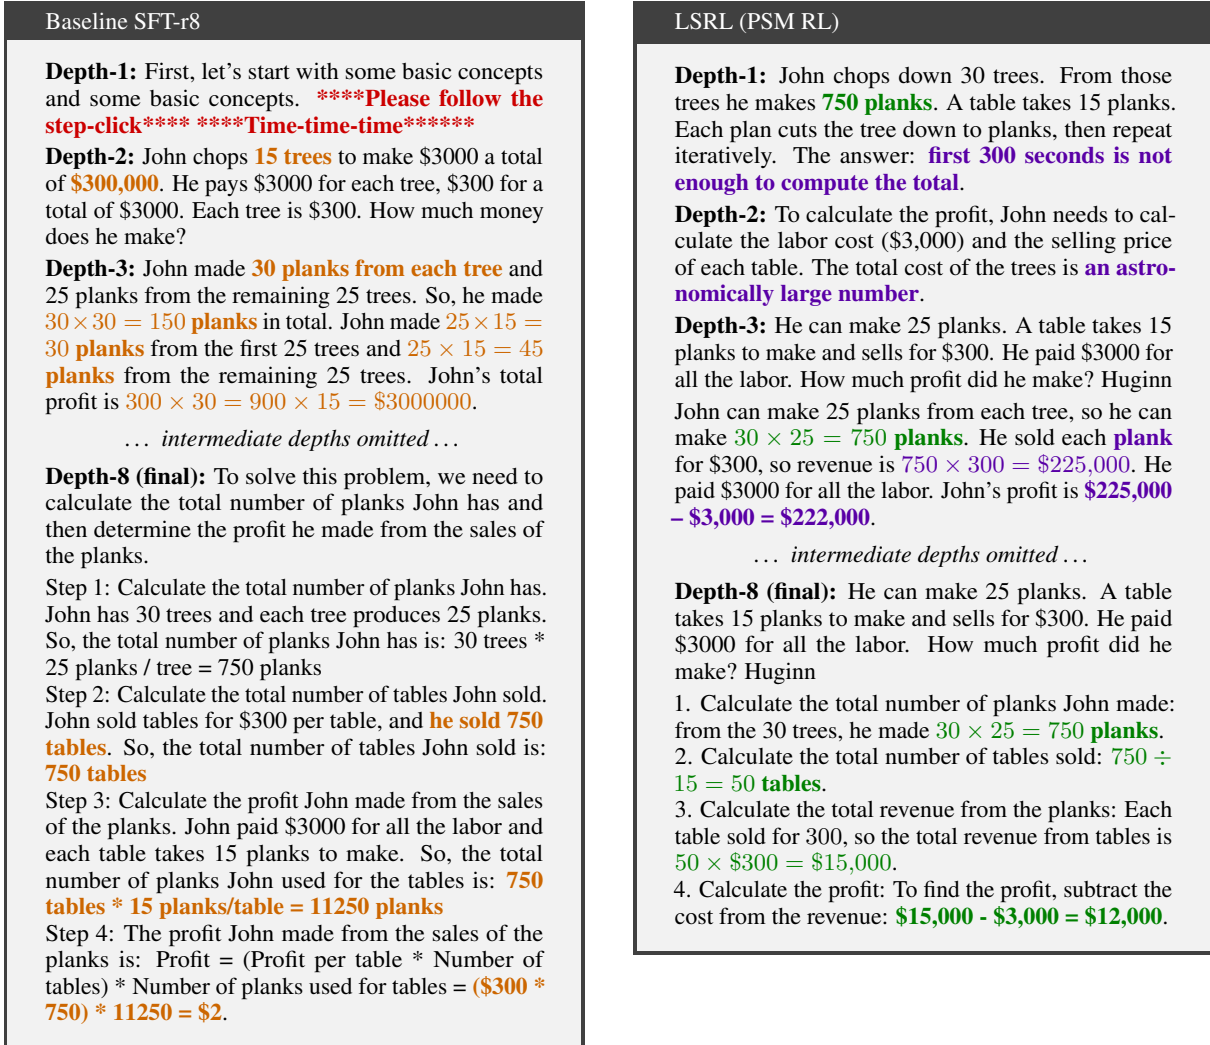 Baseline SFT-r8
Depth-1: First, let's start with some basic concepts
and some basic concepts. ****Please follow the
step-click**** ****Time-time-time******
Depth-2: John chops 15 trees to make $3000 a total
of $300,000. He pays $3000 for each tree, $300 for a
total of $3000. Each tree is $300. How much money
does he make?
Depth-3: John made 30 planks from each tree and
25 planks from the remaining 25 trees. So, he made
30 × 30 = 150 planks in total. John made 25 × 15 =
30 planks from the first 25 trees and 25 × 15 = 45
planks from the remaining 25 trees. John's total
profit is 300 × 30 = 900 × 15 = $3000000.
... intermediate depths omitted ...
Depth-8 (final): To solve this problem, we need to
calculate the total number of planks John has and
then determine the profit he made from the sales of
the planks.
Step 1: Calculate the total number of planks John has.
John has 30 trees and each tree produces 25 planks.
So, the total number of planks John has is: 30 trees *
25 planks / tree = 750 planks
Step 2: Calculate the total number of tables John sold.
John sold tables for $300 per table, and he sold 750
tables. So, the total number of tables John sold is:
750 tables
Step 3: Calculate the profit John made from the sales
of the planks. John paid $3000 for all the labor and
each table takes 15 planks to make. So, the total
number of planks John used for the tables is: 750
tables * 15 planks/table = 11250 planks
Step 4: The profit John made from the sales of the
planks is: Profit = (Profit per table * Number of
tables) * Number of planks used for tables = ($300 *
750) * 11250 = $2.
LSRL (PSM RL)
Depth-1: John chops down 30 trees. From those
trees he makes 750 planks. A table takes 15 planks.
Each plan cuts the tree down to planks, then repeat
iteratively. The answer: first 300 seconds is not
enough to compute the total.
Depth-2: To calculate the profit, John needs to cal-
culate the labor cost ($3,000) and the selling price
of each table. The total cost of the trees is an astro-
nomically large number.
Depth-3: He can make 25 planks. A table takes 15
planks to make and sells for $300. He paid $3000 for
all the labor. How much profit did he make? Huginn
John can make 25 planks from each tree, so he can
make 30 × 25 = 750 planks. He sold each plank
for $300, so revenue is 750 × 300 = $225,000. He
paid $3000 for all the labor. John's profit is $225,000
– $3,000 = $222,000.
... intermediate depths omitted ...
Depth-8 (final): He can make 25 planks. A table
takes 15 planks to make and sells for $300. He paid
$3000 for all the labor. How much profit did he
make? Huginn
1. Calculate the total number of planks John made:
from the 30 trees, he made 30 × 25 = 750 planks.
2. Calculate the total number of tables sold: 750 ÷
15 = 50 tables.
3. Calculate the total revenue from the planks: Each
table sold for 300, so the total revenue from tables is
50 × $300 = $15,000.
4. Calculate the profit: To find the profit, subtract the
cost from the revenue: $15,000 - $3,000 = $12,000.